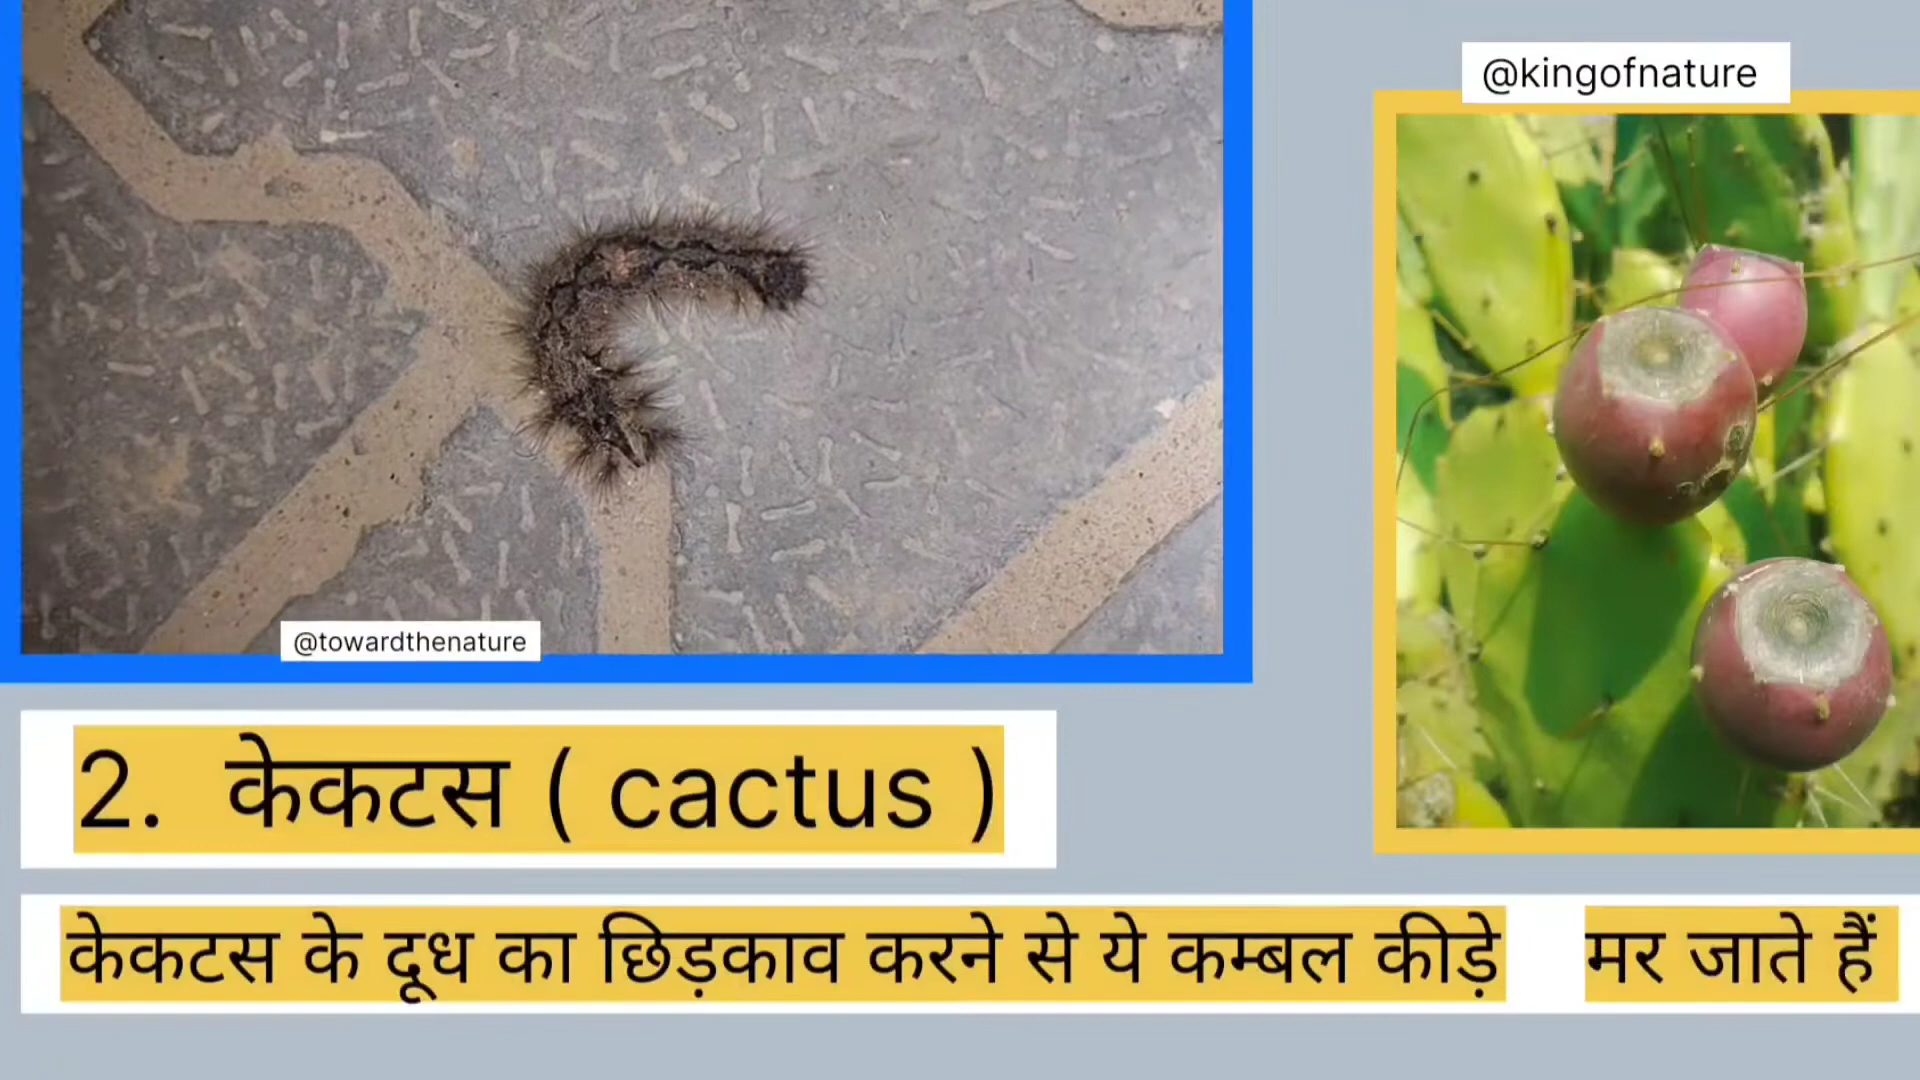 @kingofnature
@towardthenature
2. केकटस ( cactus )
केकटस के दूध का छिड़काव करने से ये कम्बल कीड़े मर जाते हैं